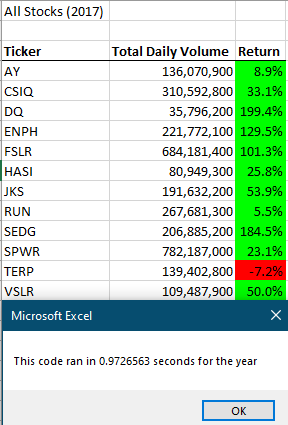 All Stocks (2017)
Ticker Total Daily Volume Return
AY 136,070,900 8.9%
CSIQ 310,592,800 33.1%
DQ 35,796,200 199.4%
ENPH 221,772,100 129.5%
FSLR 684,181,400 101.3%
HASI 80,949,300 25.8%
JKS 191,632,200 53.9%
RUN 267,681,300 5.5%
SEDG 206,885,200 184.5%
SPWR 782,187,000 23.1%
TERP 139,402,800 -7.2%
VSLR 109,487,900 50.0%
Microsoft Excel
This code ran in 0.9726563 seconds for the year
OK